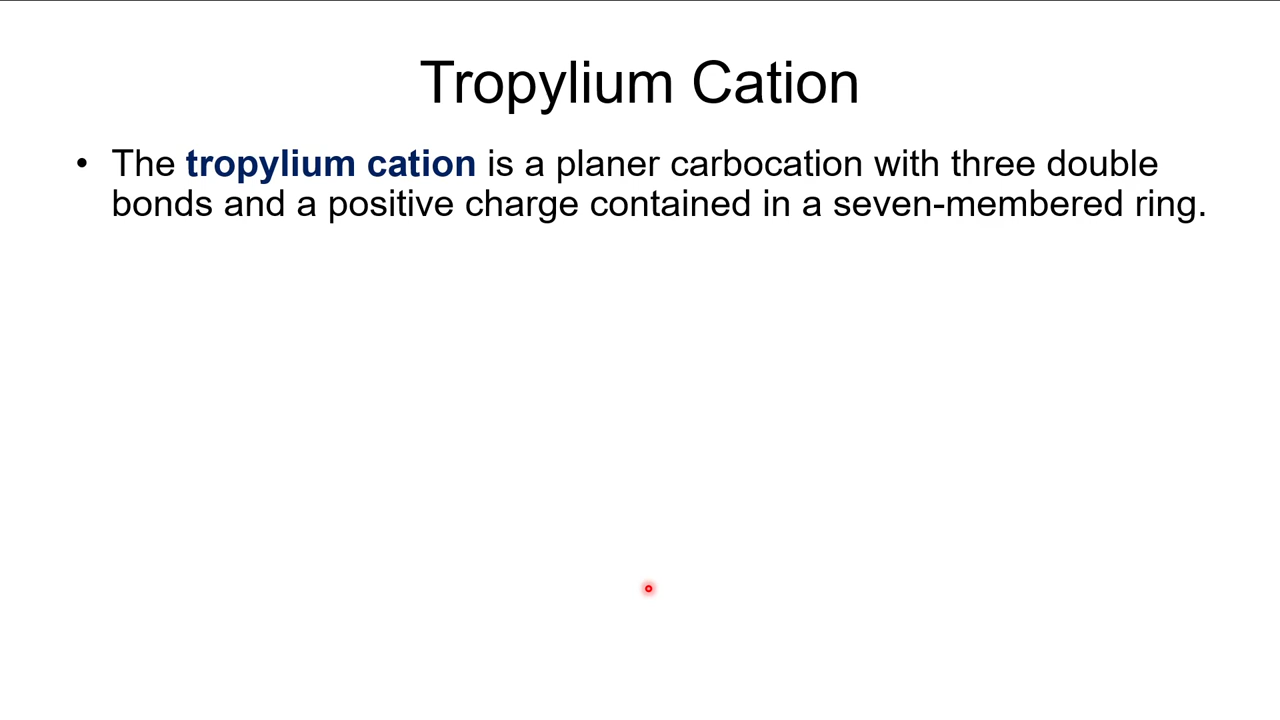 Tropylium Cation
• The tropylium cation is a planer carbocation with three double
bonds and a positive charge contained in a seven-membered ring.